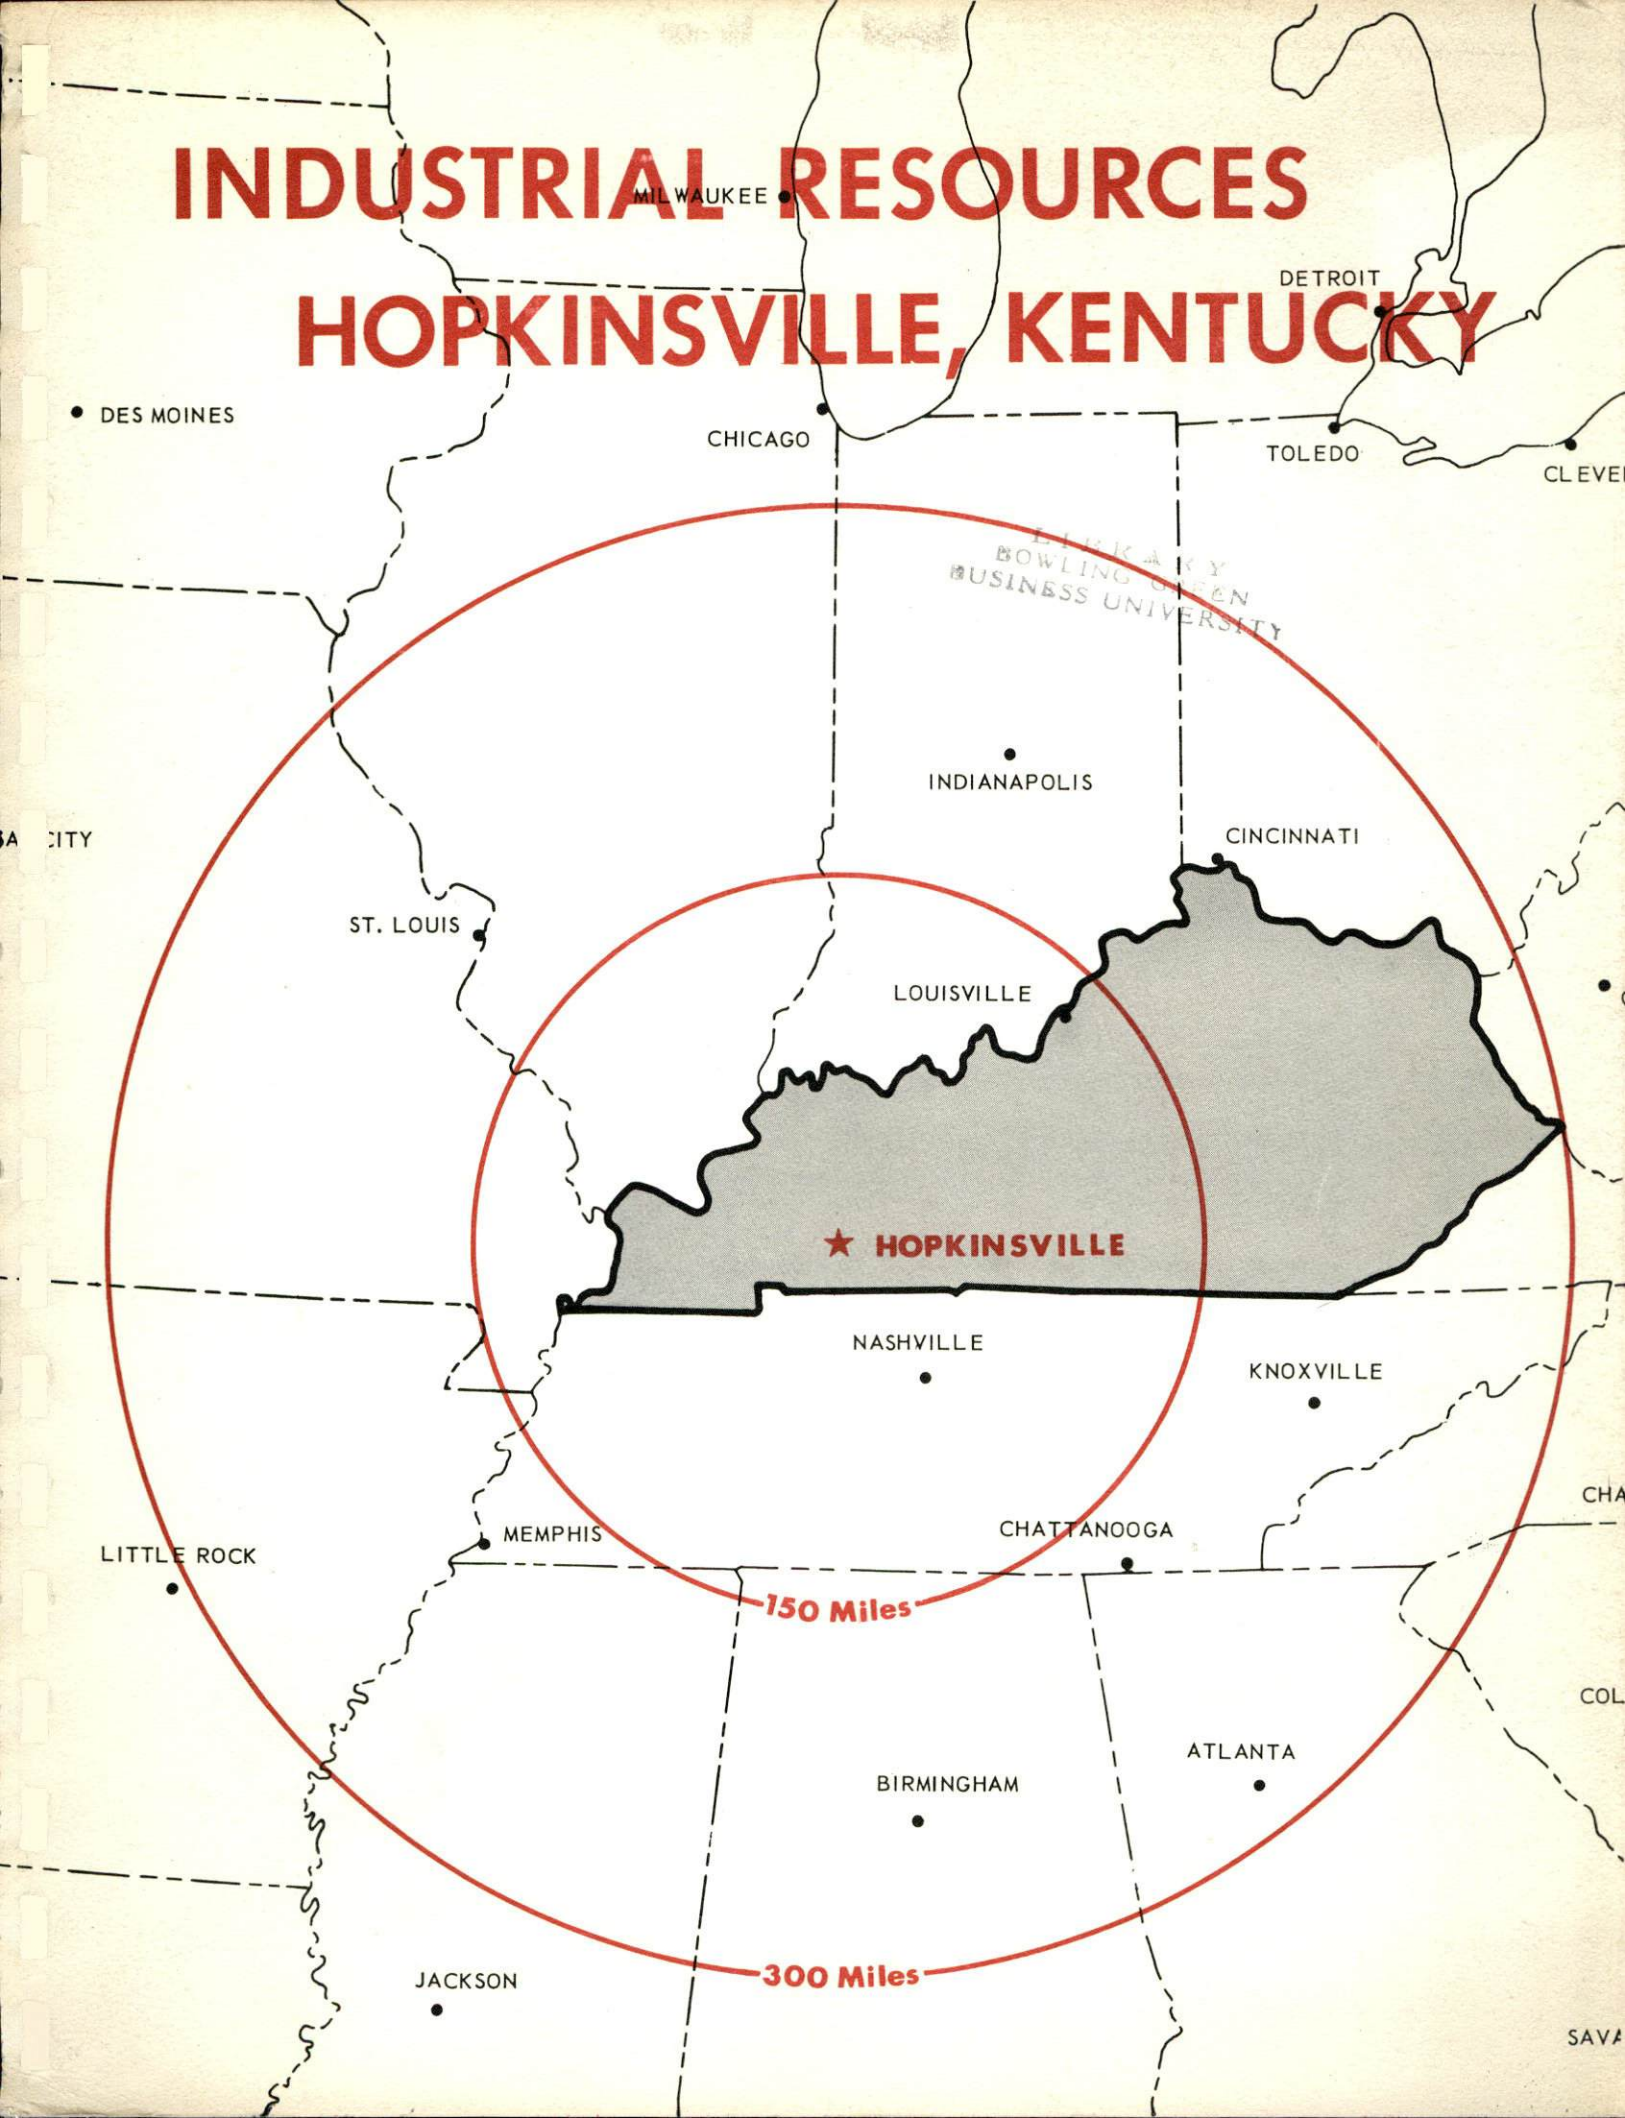 INDUSTRIAL RESOURCES
MILWAUKEE
DETROIT
HOPKINSVILLE, KENTUCKY
DES MOINES
CHICAGO
TOLEDO
CLEVE
LIBRARY
BOWLING GREEN
BUSINESS UNIVERSITY
INDIANAPOLIS
CINCINNATI
CITY
ST. LOUIS
LOUISVILLE
HOPKINSVILLE
NASHVILLE
KNOXVILLE
CHA
CHATTANOOGA
MEMPHIS
LITTLE ROCK
150 Miles
COL
ATLANTA
BIRMINGHAM
300 Miles
JACKSON
SAVA